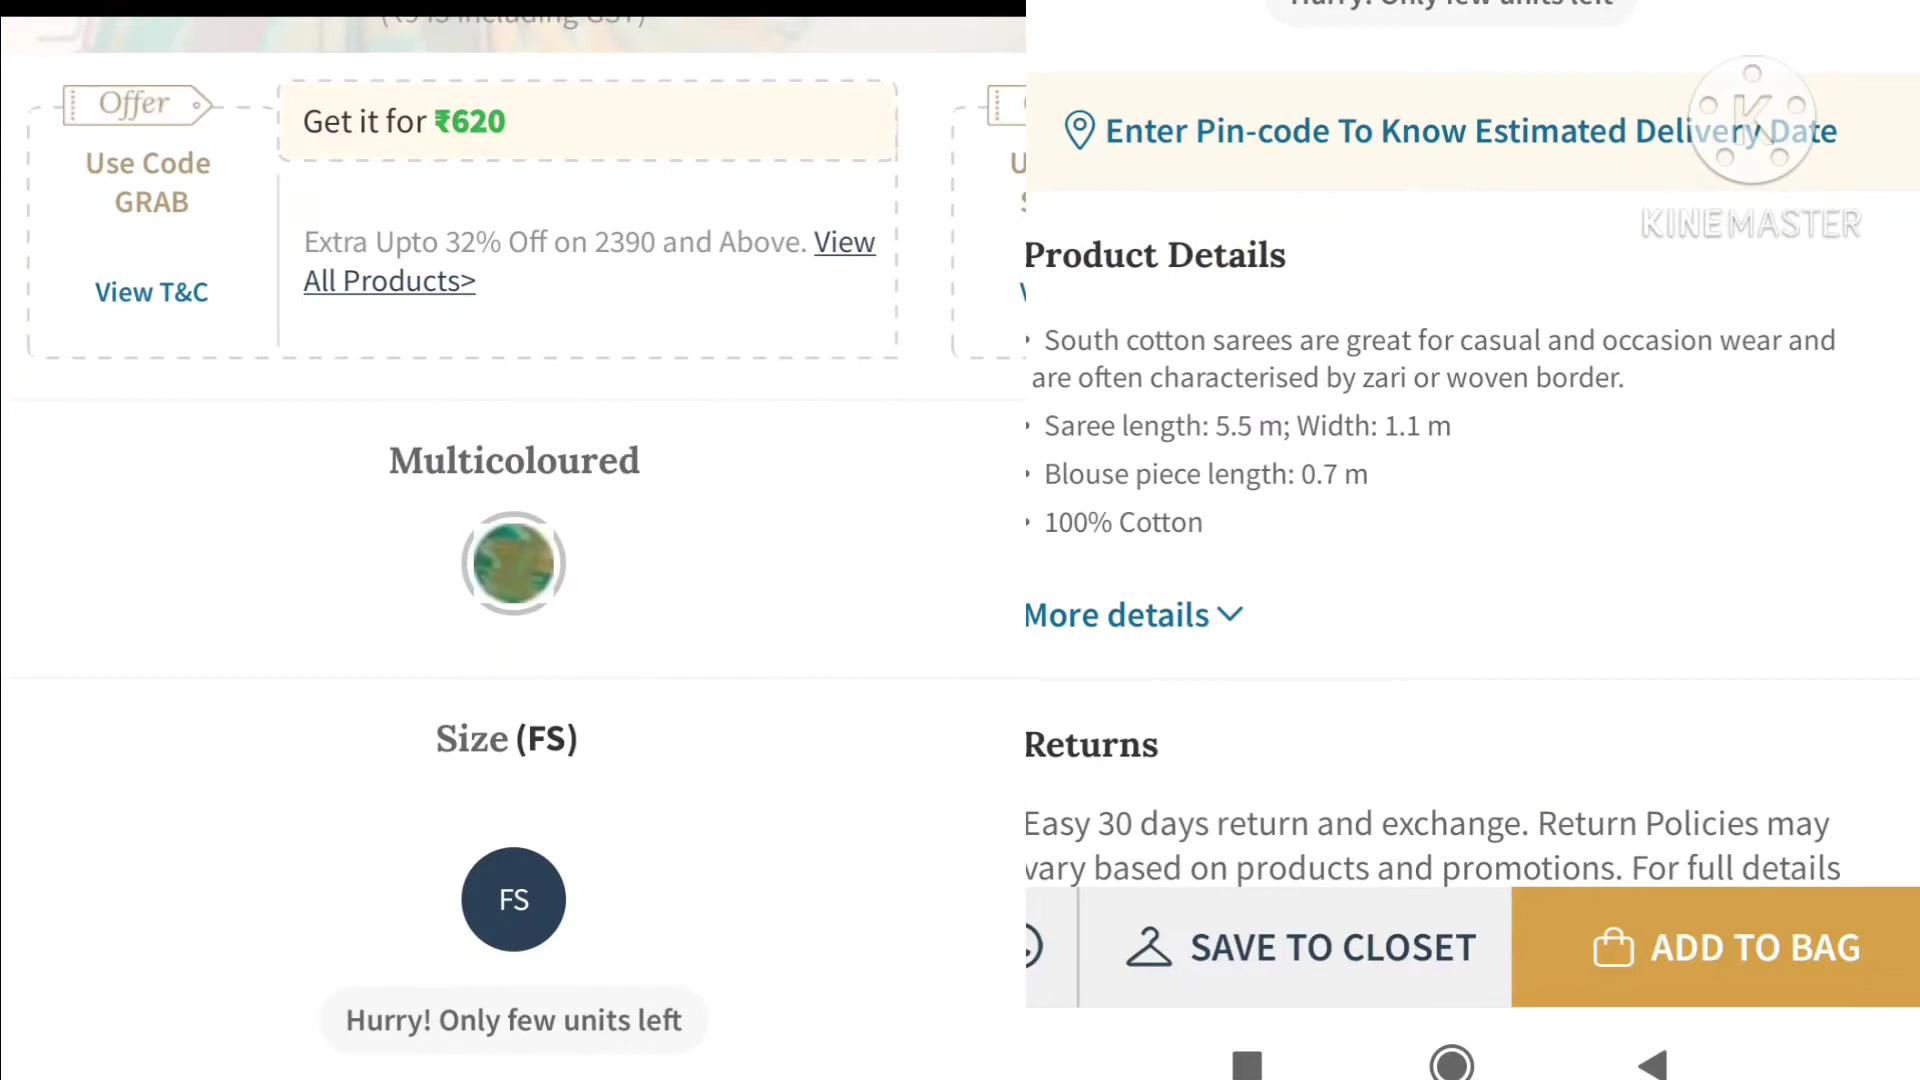 Offer
Use Code
GRAB
View T&C
Get it for ₹620
Extra Upto 32% Off on 2390 and Above. View
All Products>
Multicoloured
Size (FS)
FS
Hurry! Only few units left
Enter Pin-code To Know Estimated Delivery Date
K
KINEMASTER
Product Details
• South cotton sarees are great for casual and occasion wear and
are often characterised by zari or woven border.
• Saree length: 5.5 m; Width: 1.1 m
• Blouse piece length: 0.7 m
• 100% Cotton
More details
Returns
Easy 30 days return and exchange. Return Policies may
vary based on products and promotions. For full details
SAVE TO CLOSET
ADD TO BAG